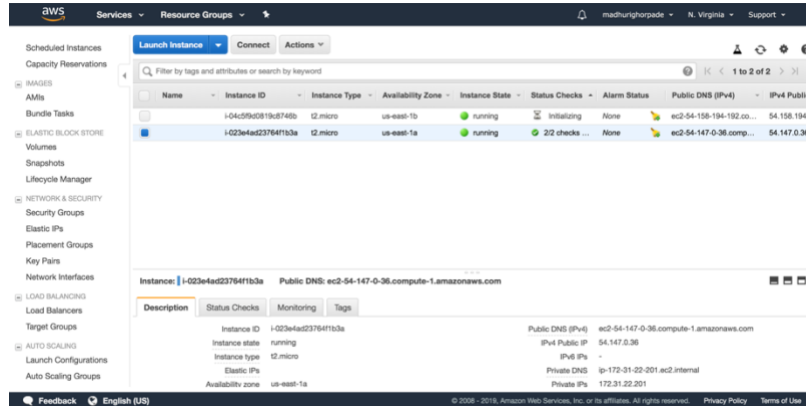 aws Services Resource Groups madhurighorpade N. Virginia Support
Scheduled Instances
Capacity Reservations
IMAGES
AMIs
Bundle Tasks
ELASTIC BLOCK STORE
Volumes
Snapshots
Lifecycle Manager
NETWORK & SECURITY
Security Groups
Elastic IPs
Placement Groups
Key Pairs
Network Interfaces
LOAD BALANCING
Load Balancers
Target Groups
AUTO SCALING
Launch Configurations
Auto Scaling Groups
Launch Instance Connect Actions
Filter by tags and attributes or search by keyword 1 to 2 of 2
Name Instance ID Instance Type Availability Zone Instance State Status Checks Alarm Status Public DNS (IPv4) IPv4 Publi
i-04c5f9d0819c8746b t2.micro us-east-1b running Initializing None ec2-54-158-194-192.co... 54.158.194
i-023e4ad23764f1b3a t2.micro us-east-1a running 2/2 checks ... None ec2-54-147-0-36.comp... 54.147.0.36
Instance: i-023e4ad23764f1b3a Public DNS: ec2-54-147-0-36.compute-1.amazonaws.com
Description Status Checks Monitoring Tags
Instance ID i-023e4ad23764f1b3a Public DNS (IPv4) ec2-54-147-0-36.compute-1.amazonaws.com
Instance state running IPv4 Public IP 54.147.0.36
Instance type t2.micro IPv6 IPs -
Elastic IPs Private DNS ip-172-31-22-201.ec2.internal
Availability zone us-east-1a Private IPs 172.31.22.201
Feedback English (US) © 2008 - 2018, Amazon Web Services, Inc. or its affiliates. All rights reserved. Privacy Policy Terms of Use